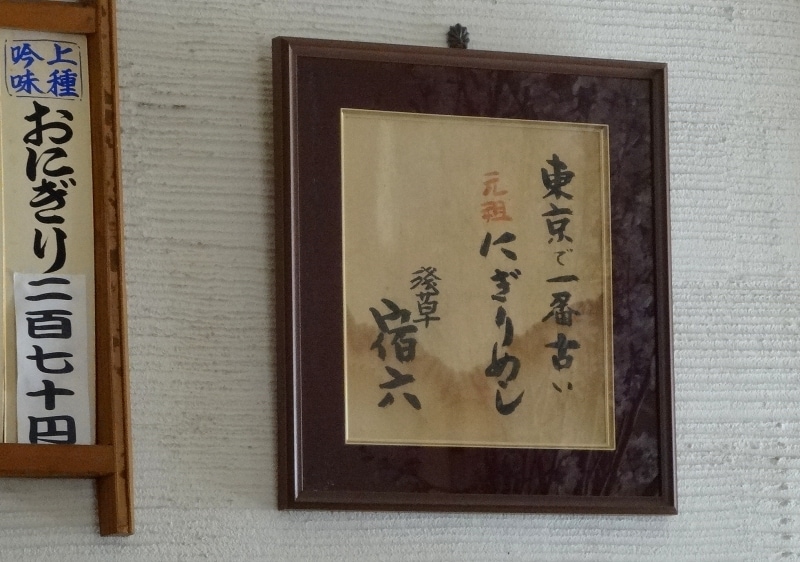 上種
吟味
おにぎり二百七十円
東京で一番古い
元祖にぎりめし
浅草
宿六